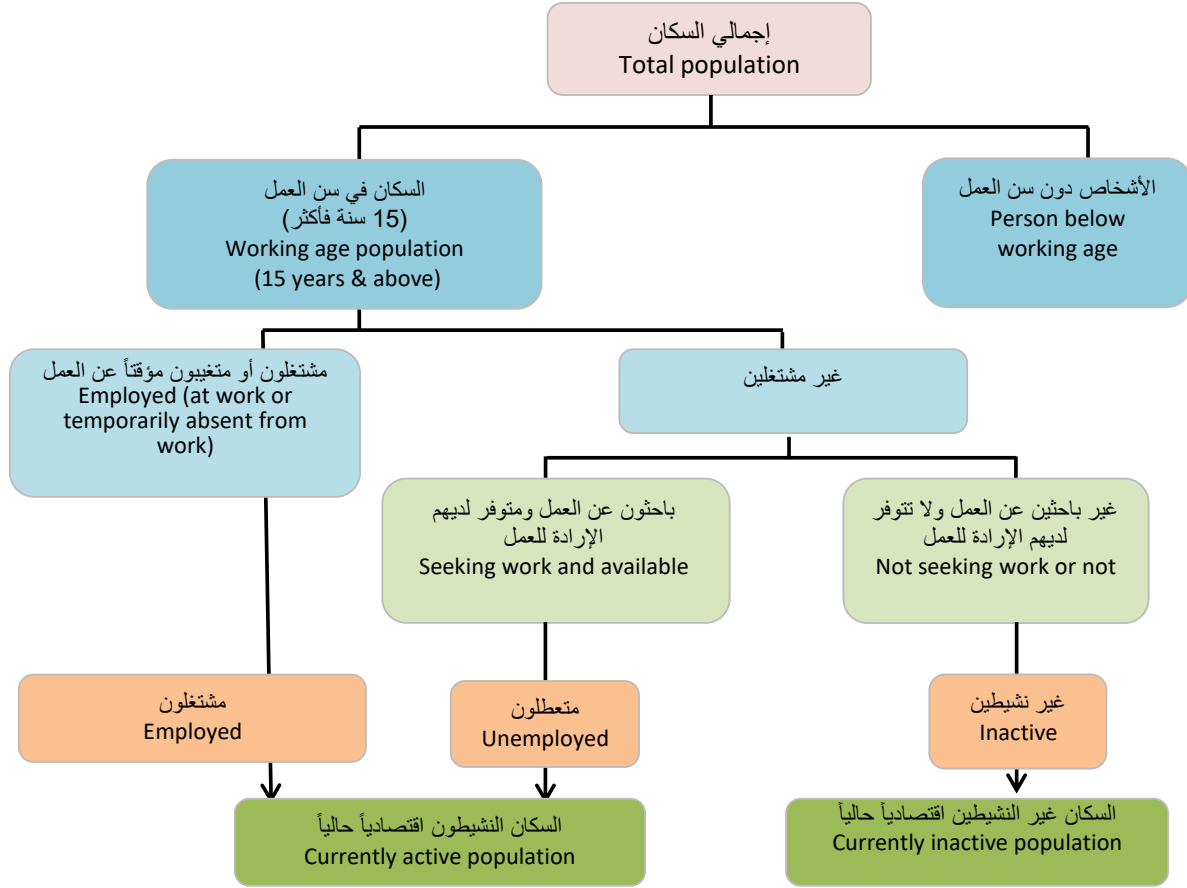 إجمالي السكان
Total population
السكان في سن العمل
(15 سنة فأكثر)
Working age population
(15 years & above)
الأشخاص دون سن العمل
Person below
working age
مشتغلون أو متغيبون مؤقتاً عن العمل
Employed (at work or
temporarily absent from
work)
غير مشتغلين
باحثون عن العمل ومتوفر لديهم
الإرادة للعمل
Seeking work and available
غير باحثين عن العمل ولا تتوفر
لديهم الإرادة للعمل
Not seeking work or not
مشتغلون
Employed
متعطلون
Unemployed
غير نشيطين
Inactive
السكان النشيطون اقتصادياً حالياً
Currently active population
السكان غير النشيطين اقتصادياً حالياً
Currently inactive population